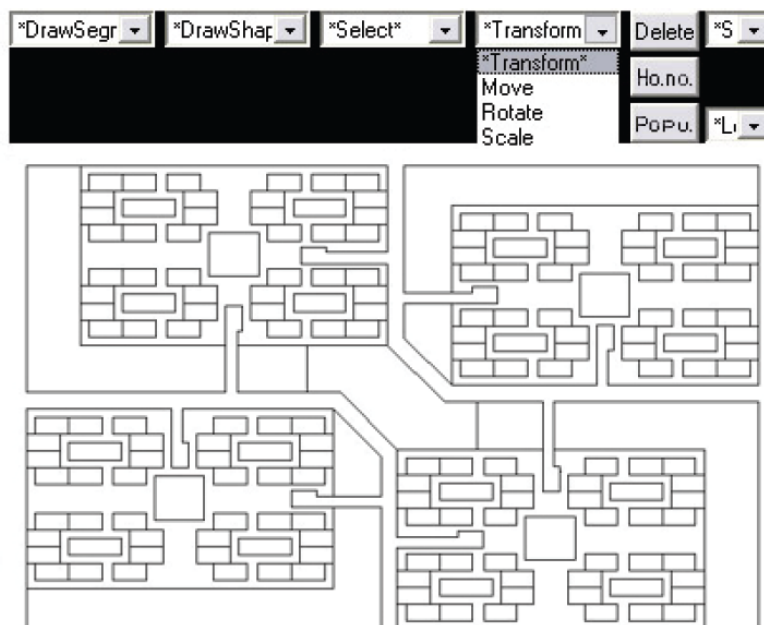 *DrawSegr *DrawShap *Select* *Transform Delete *S
*Transform*
Move Ho.no.
Rotate
Scale Popu. *L